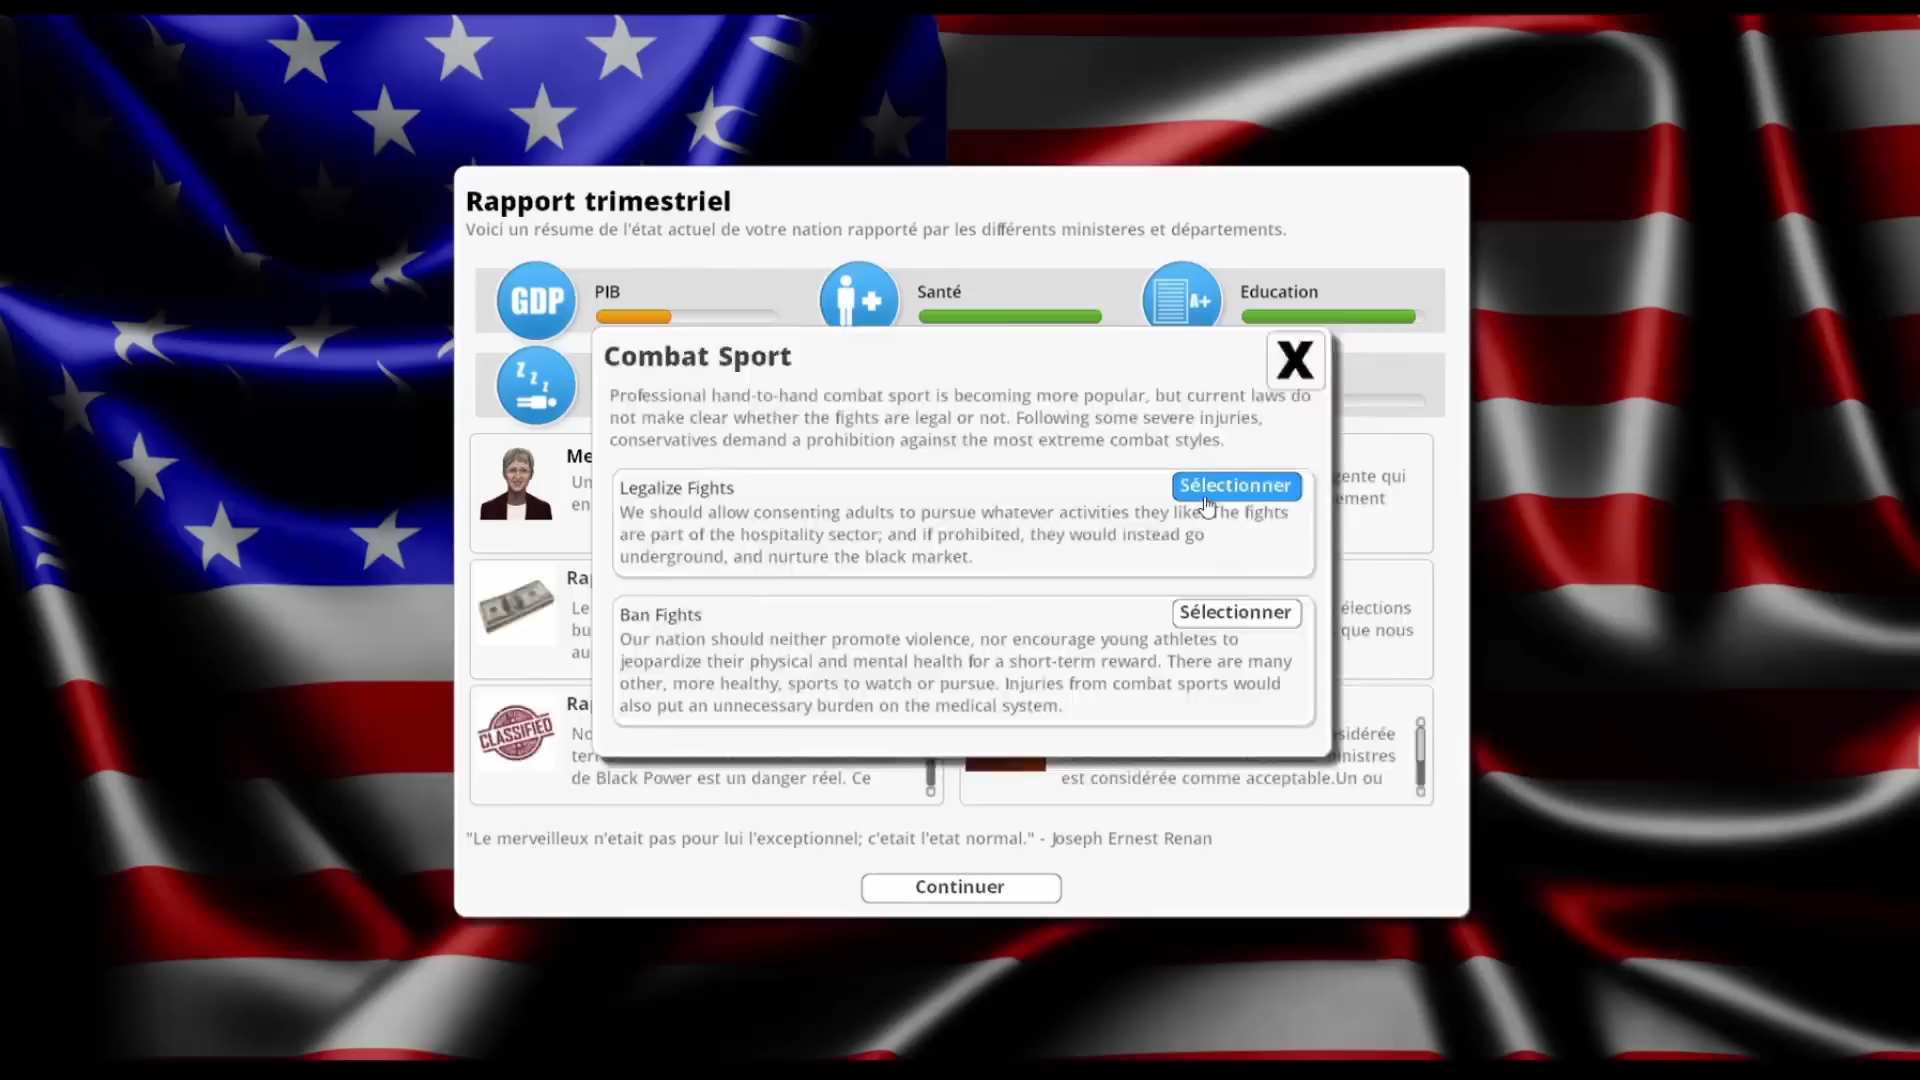 Rapport trimestriel
Voici un résume de l'état actuel de votre nation rapporté par les différents ministeres et départements.
GDP
PIB
Santé
A+
Education
Z Z Z
Combat Sport
X
Professional hand-to-hand combat sport is becoming more popular, but current laws do
not make clear whether the fights are legal or not. Following some severe injuries,
conservatives demand a prohibition against the most extreme combat styles.
Legalize Fights
Sélectionner
We should allow consenting adults to pursue whatever activities they like. The fights
are part of the hospitality sector; and if prohibited, they would instead go
underground, and nurture the black market.
Ban Fights
Sélectionner
Our nation should neither promote violence, nor encourage young athletes to
jeopardize their physical and mental health for a short-term reward. There are many
other, more healthy, sports to watch or pursue. Injuries from combat sports would
also put an unnecessary burden on the medical system.
Me
Un
en
gente qui
ement
Ra
Le
bu
au
élections
que nous
CLASSIFIED
Ra
No
teri
de Black Power est un danger réel. Ce
sidérée
inistres
est considérée comme acceptable.Un ou
"Le merveilleux n'etait pas pour lui l'exceptionnel; c'etait l'etat normal." - Joseph Ernest Renan
Continuer